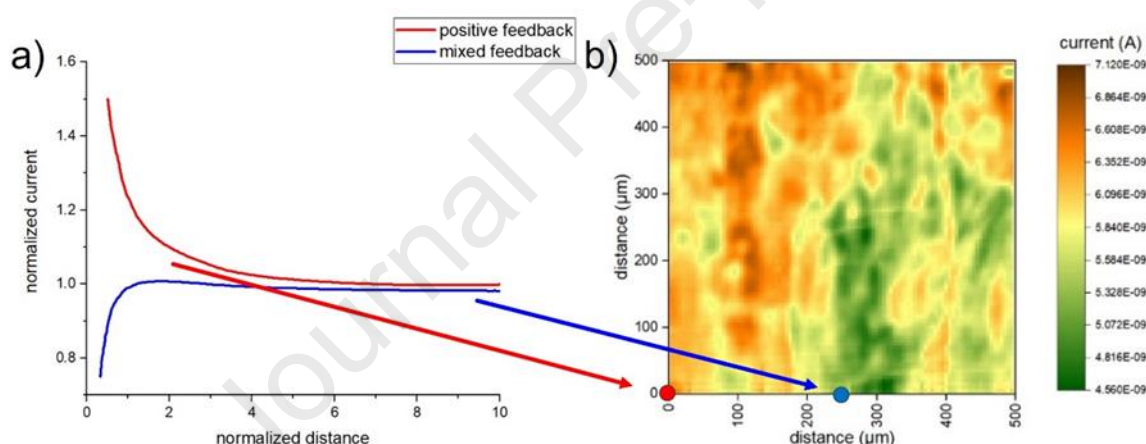 positive feedback
mixed feedback
a)
b)
current (A)
1.6
1.4
1.2
1.0
0.8
normalized current
0 2 4 6 8 10
normalized distance
500
400
300
200
100
0
distance (µm)
0 100 200 300 400 500
distance (µm)
7.120E-09
6.864E-09
6.608E-09
6.352E-09
6.096E-09
5.840E-09
5.584E-09
5.328E-09
5.072E-09
4.816E-09
4.560E-09
Journal Pre-